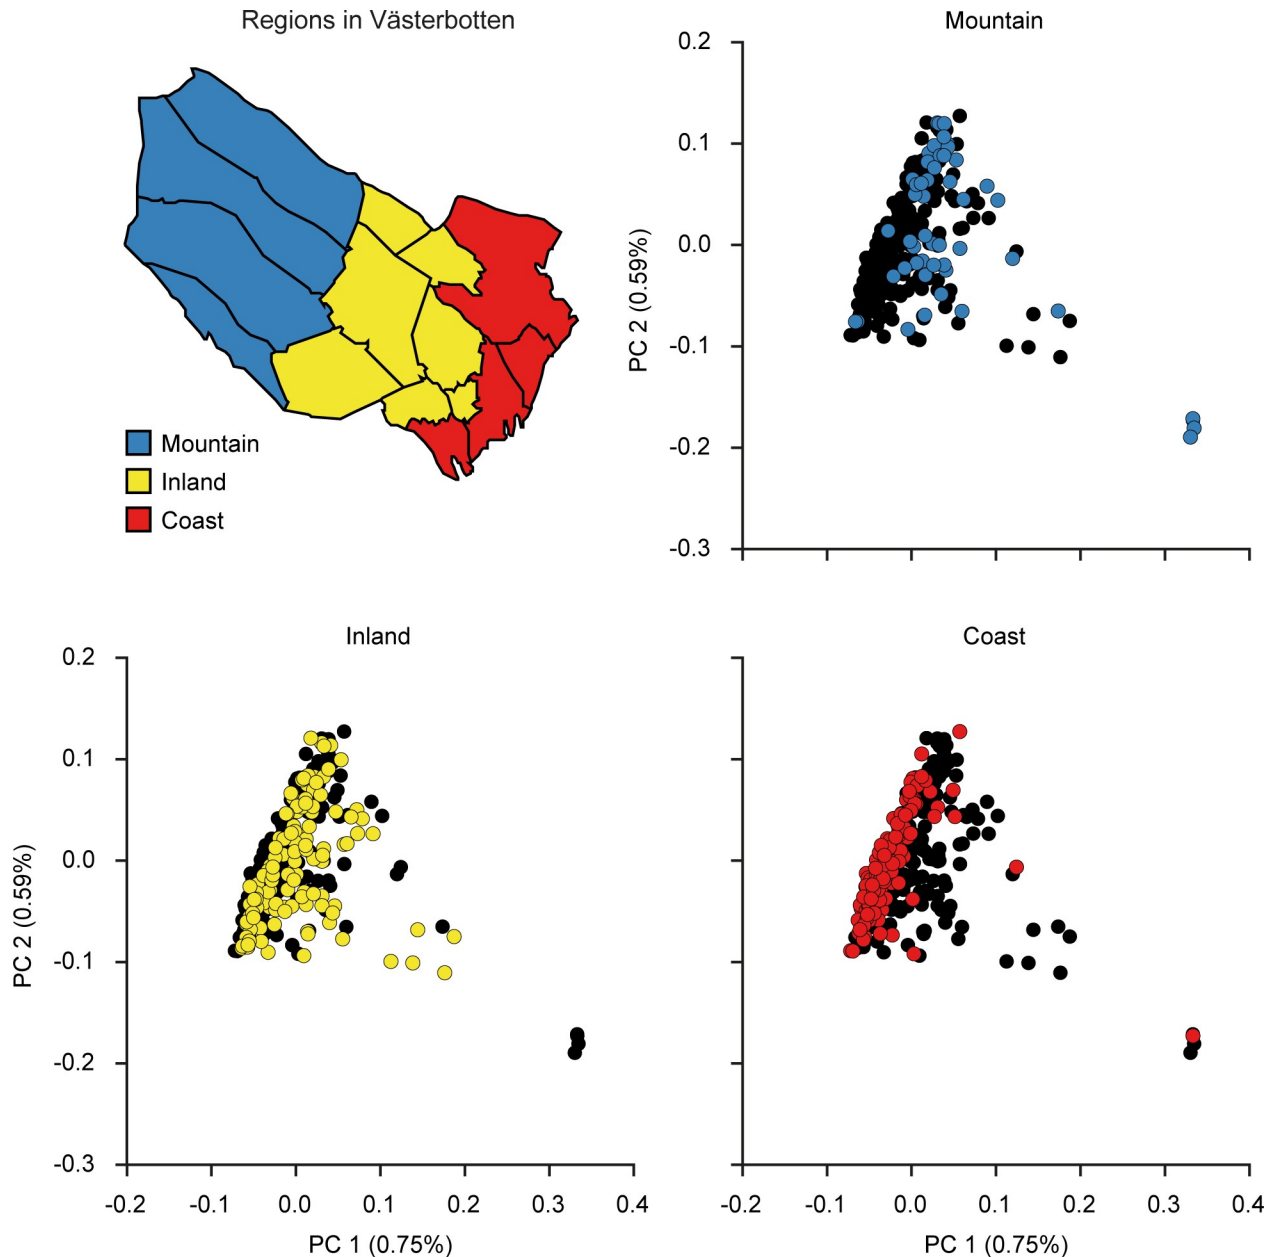 Regions in Västerbotten
Mountain
Inland
Coast
Mountain
0.2
0.1
0.0
-0.1
-0.2
-0.3
PC 2 (0.59%)
Inland
0.2
0.1
0.0
-0.1
-0.2
-0.3
PC 2 (0.59%)
-0.2 -0.1 0.0 0.1 0.2 0.3 0.4
PC 1 (0.75%)
Coast
-0.2 -0.1 0.0 0.1 0.2 0.3 0.4
PC 1 (0.75%)